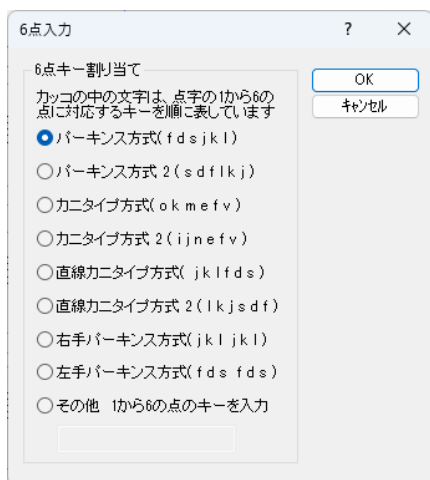 6点入力
?
×
6点キー割り当て
カッコの中の文字は、点字の1から6の
点に対応するキーを順に表しています
パーキンス方式(fdsjkl)
パーキンス方式 2(sdflkj)
カニタイプ方式(okmefv)
カニタイプ方式 2(ijnefv)
直線カニタイプ方式( jklfds)
直線カニタイプ方式 2(lkjsdf)
右手パーキンス方式(jkl jkl)
左手パーキンス方式(fds fds)
その他 1から6の点のキーを入力
OK
キャンセル